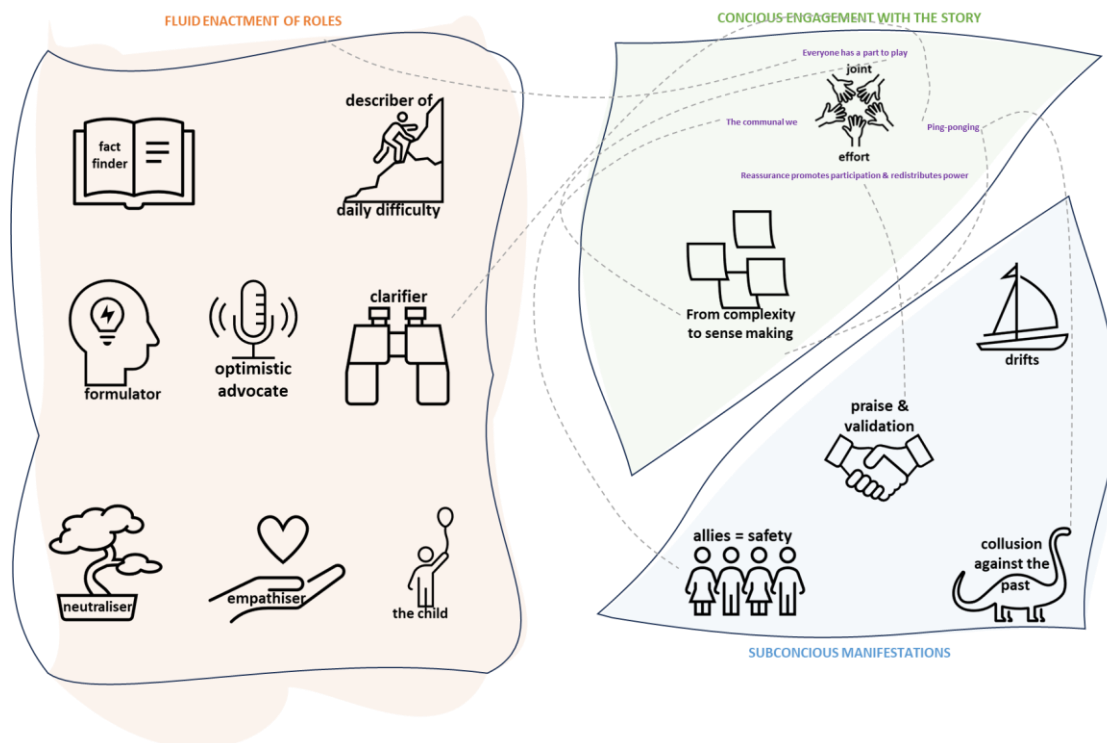 FLUID ENACTMENT OF ROLES
fact
finder
describer of
daily difficulty
formulator
optimistic
advocate
clarifier
neutraliser
empathiser
the child
CONCIOUS ENGAGEMENT WITH THE STORY
Everyone has a part to play
joint
The communal we
Ping-ponging
effort
Reassurance promotes participation & redistributes power
From complexity
to sense making
drifts
praise &
validation
allies = safety
collusion
against the
past
SUBCONCIOUS MANIFESTATIONS